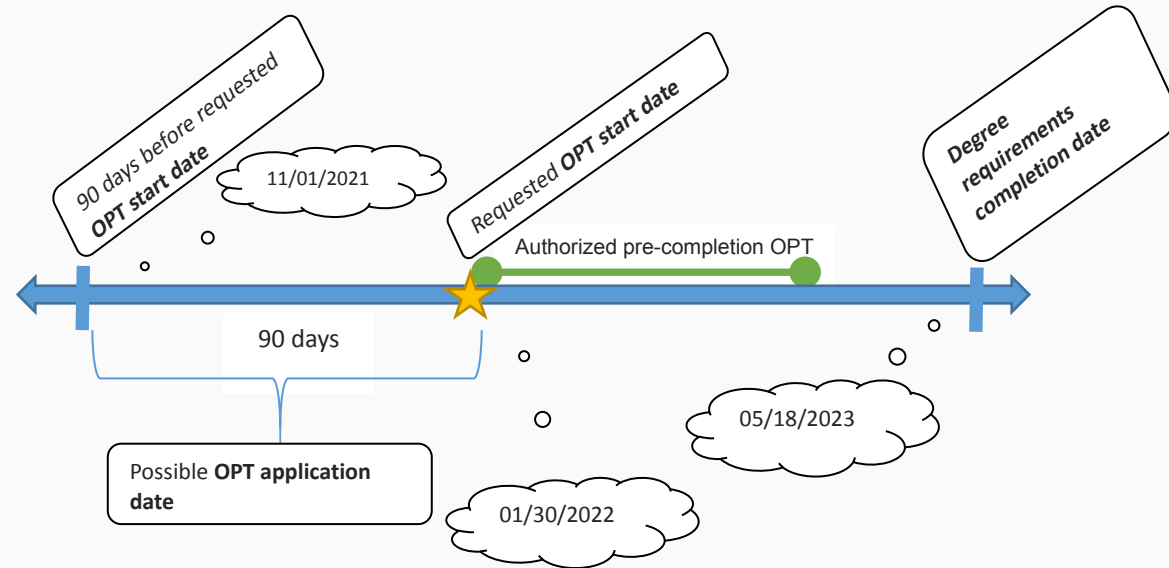 90 days before requested
OPT start date
11/01/2021
Requested OPT start date
Degree
requirements
completion date
Authorized pre-completion OPT
90 days
05/18/2023
Possible OPT application
date
01/30/2022